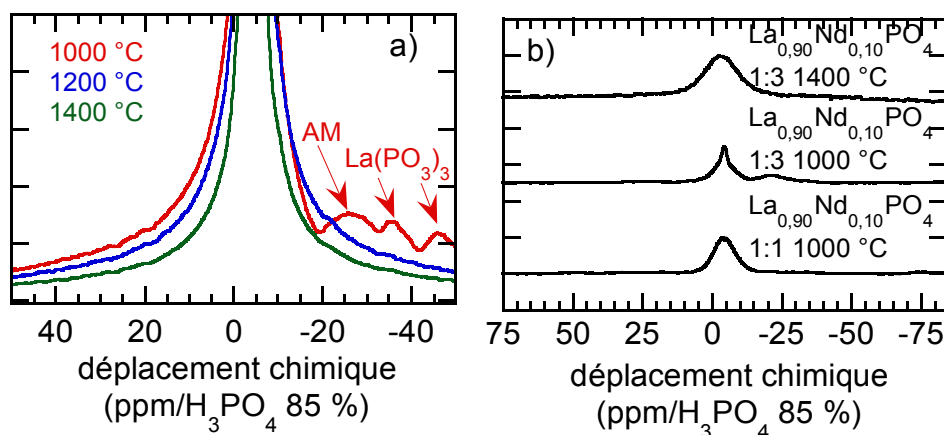 a)
1000 °C
1200 °C
1400 °C
AM
La(PO₃)₃
40 20 0 -20 -40
déplacement chimique
(ppm/H₃PO₄ 85 %)
b)
La₀,₉₀Nd₀,₁₀PO₄
1:3 1400 °C
La₀,₉₀Nd₀,₁₀PO₄
1:3 1000 °C
La₀,₉₀Nd₀,₁₀PO₄
1:1 1000 °C
75 50 25 0 -25 -50 -75
déplacement chimique
(ppm/H₃PO₄ 85 %)